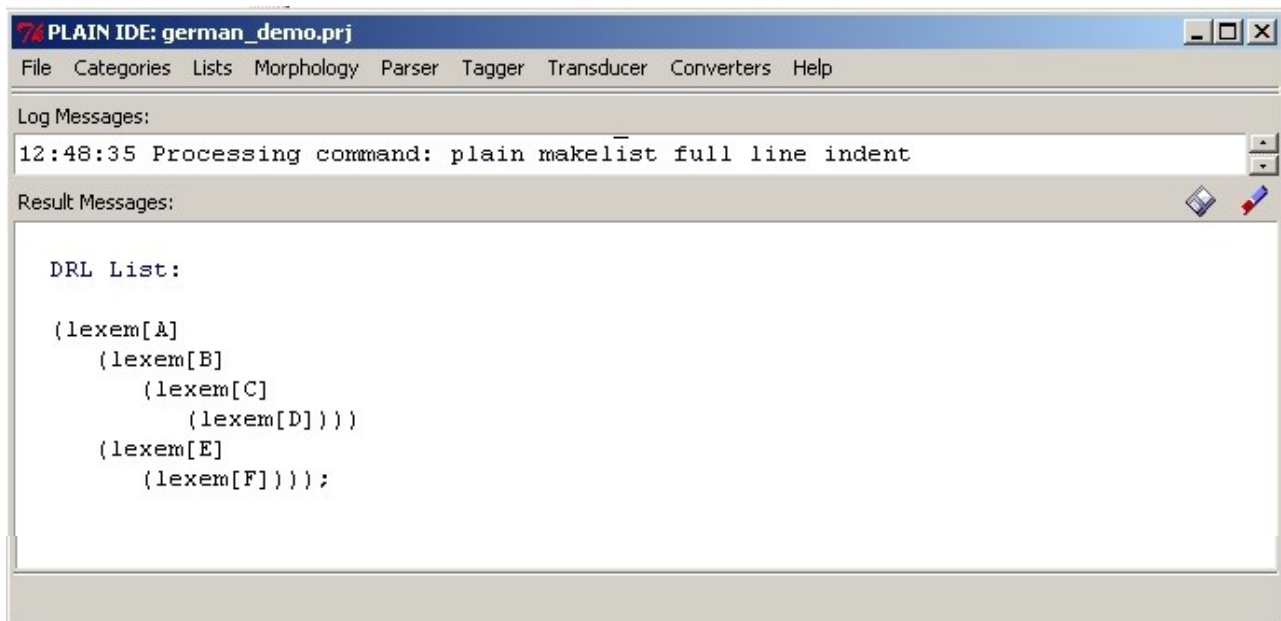 PLAIN IDE: german_demo.prj
File Categories Lists Morphology Parser Tagger Transducer Converters Help
Log Messages:
12:48:35 Processing command: plain makelist full line indent
Result Messages:
DRL List:
(lexem[A]
(lexem[B]
(lexem[C]
(lexem[D])))
(lexem[E]
(lexem[F])));